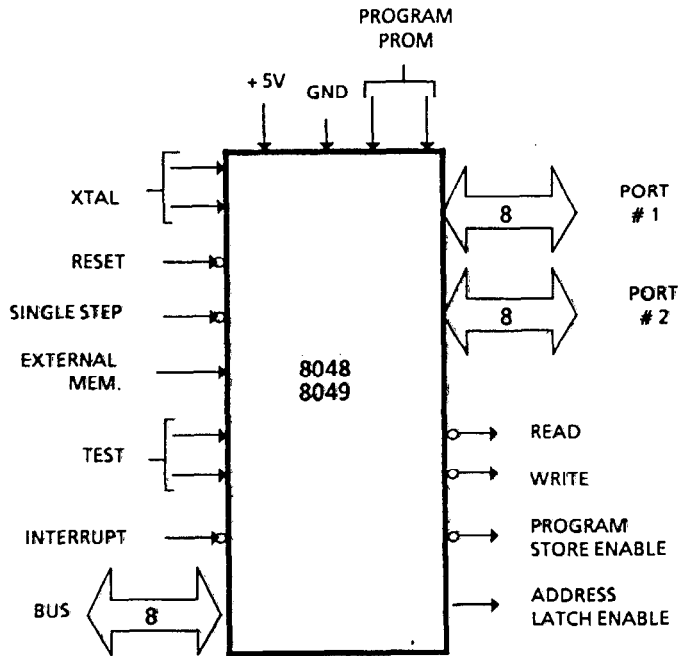 PROGRAM
PROM
+ 5V
GND
XTAL
RESET
SINGLE STEP
EXTERNAL
MEM.
TEST
INTERRUPT
BUS
8
8048
8049
8
PORT
# 1
8
PORT
# 2
READ
WRITE
PROGRAM
STORE ENABLE
ADDRESS
LATCH ENABLE